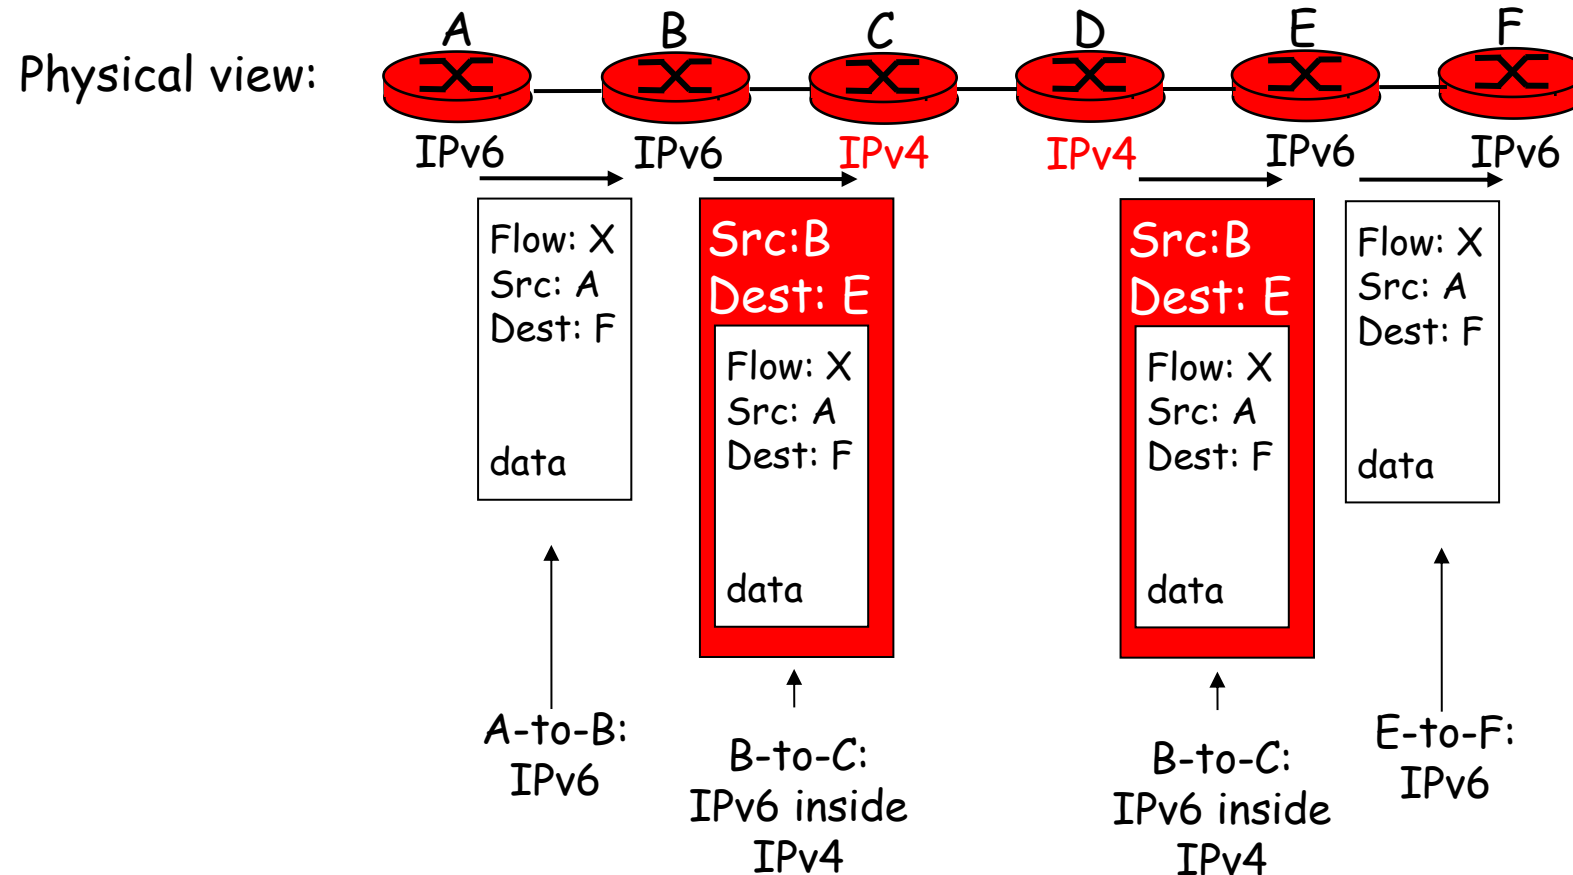 A B C D E F
Physical view:
IPv6 IPv6 IPv4 IPv4 IPv6 IPv6
Flow: X
Src: A
Dest: F
data
Src:B
Dest: E
Flow: X
Src: A
Dest: F
data
Src:B
Dest: E
Flow: X
Src: A
Dest: F
data
Flow: X
Src: A
Dest: F
data
A-to-B:
IPv6
B-to-C:
IPv6 inside
IPv4
B-to-C:
IPv6 inside
IPv4
E-to-F:
IPv6